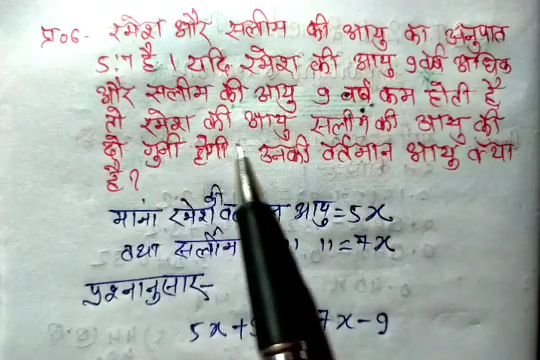 प्र०06- रमेश और सलीम की आयु का अनुपात
5:7 है। यदि रमेश की आयु 9 वर्ष अधिक
और सलीम की आयु 9 वर्ष कम होती है
तो रमेश की आयु सलीम की आयु की
दो गुनी होगी उनकी वर्तमान आयु क्या
है?
माना रमेश की आयु = 5x
तथा सलीम " = 7x
प्रश्नानुसार-
5x+ 7x-9